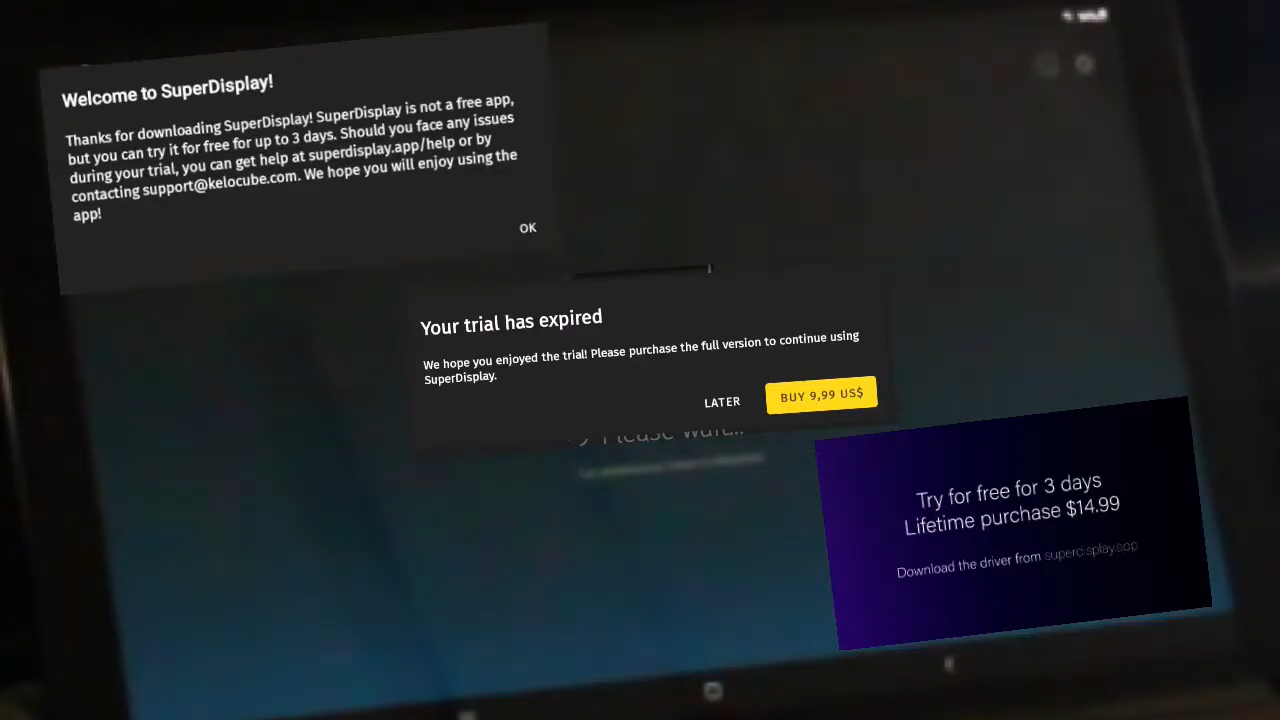 Welcome to SuperDisplay!
Thanks for downloading SuperDisplay! SuperDisplay is not a free app,
but you can try it for free for up to 3 days. Should you face any issues
during your trial, you can get help at superdisplay.app/help or by
contacting support@kelocube.com. We hope you will enjoy using the
app!
OK
Your trial has expired
We hope you enjoyed the trial! Please purchase the full version to continue using
SuperDisplay.
LATER
BUY 9,99 US$
Please wait..
Try for free for 3 days
Lifetime purchase $14.99
Download the driver from superdisplay.app